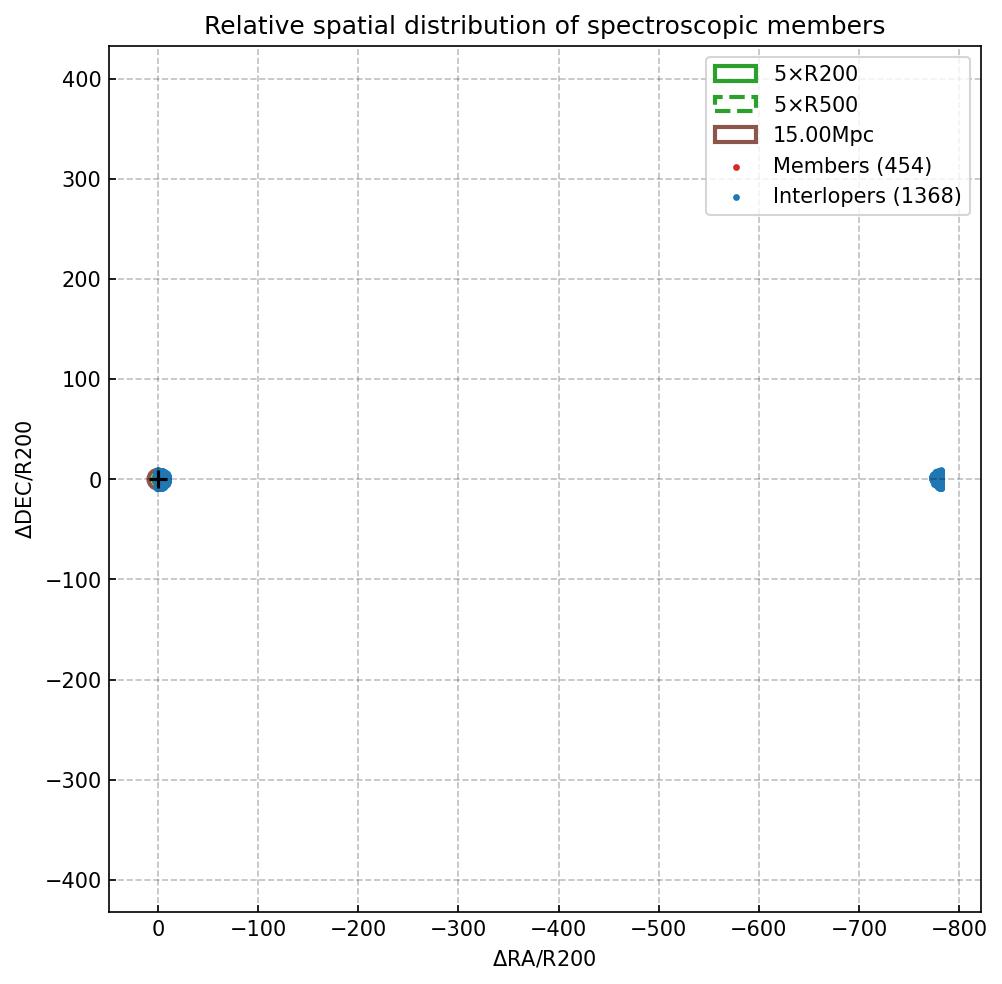 Relative spatial distribution of spectroscopic members
5×R200
5×R500
15.00Mpc
Members (454)
Interlopers (1368)
400
300
200
100
0
−100
−200
−300
−400
ΔDEC/R200
0 −100 −200 −300 −400 −500 −600 −700 −800
ΔRA/R200